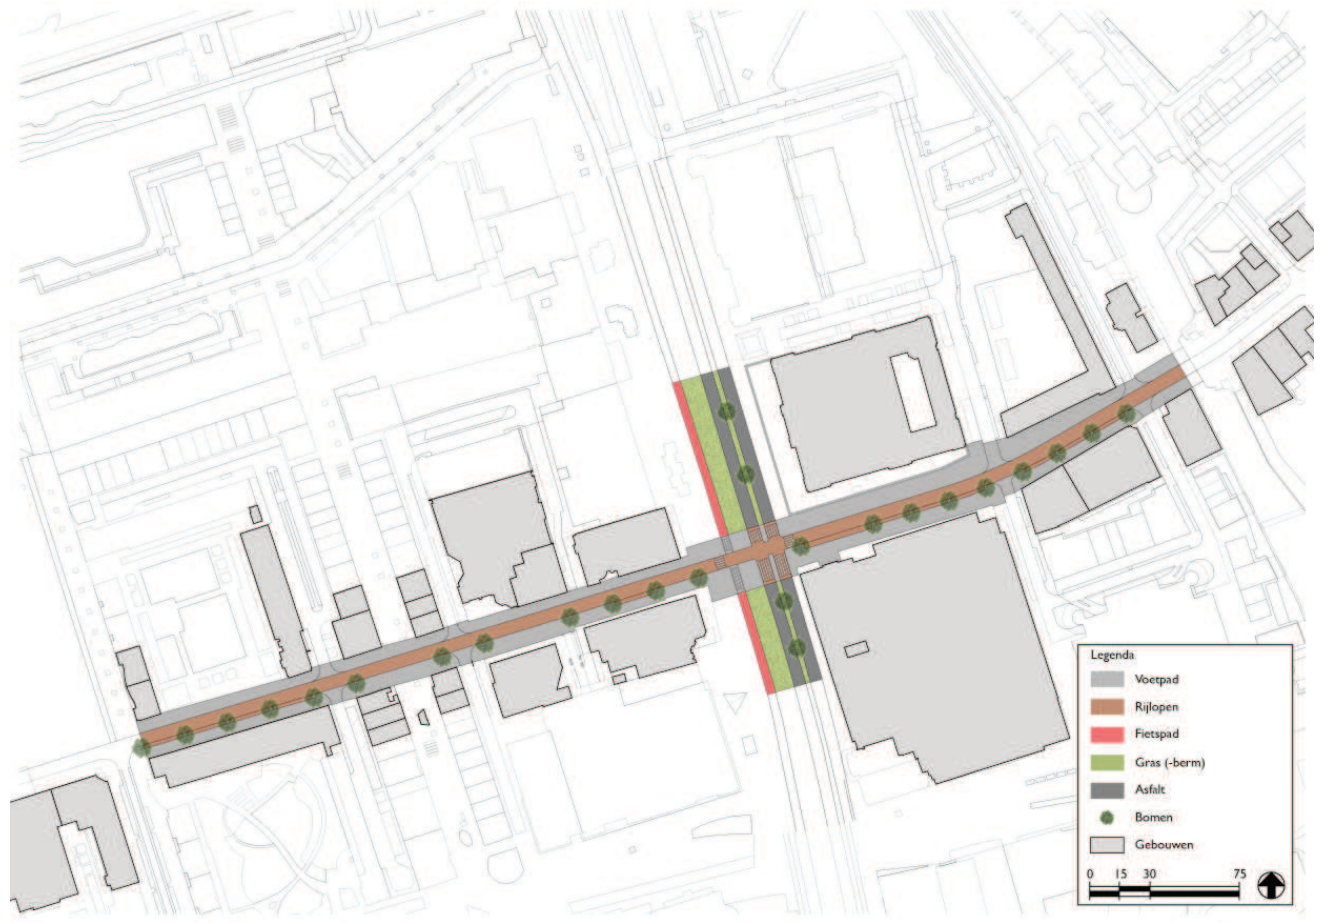 Legenda
Voetpad
Rijlopen
Fietspad
Gras (-berm)
Asfalt
Bomen
Gebouwen
0 15 30 75